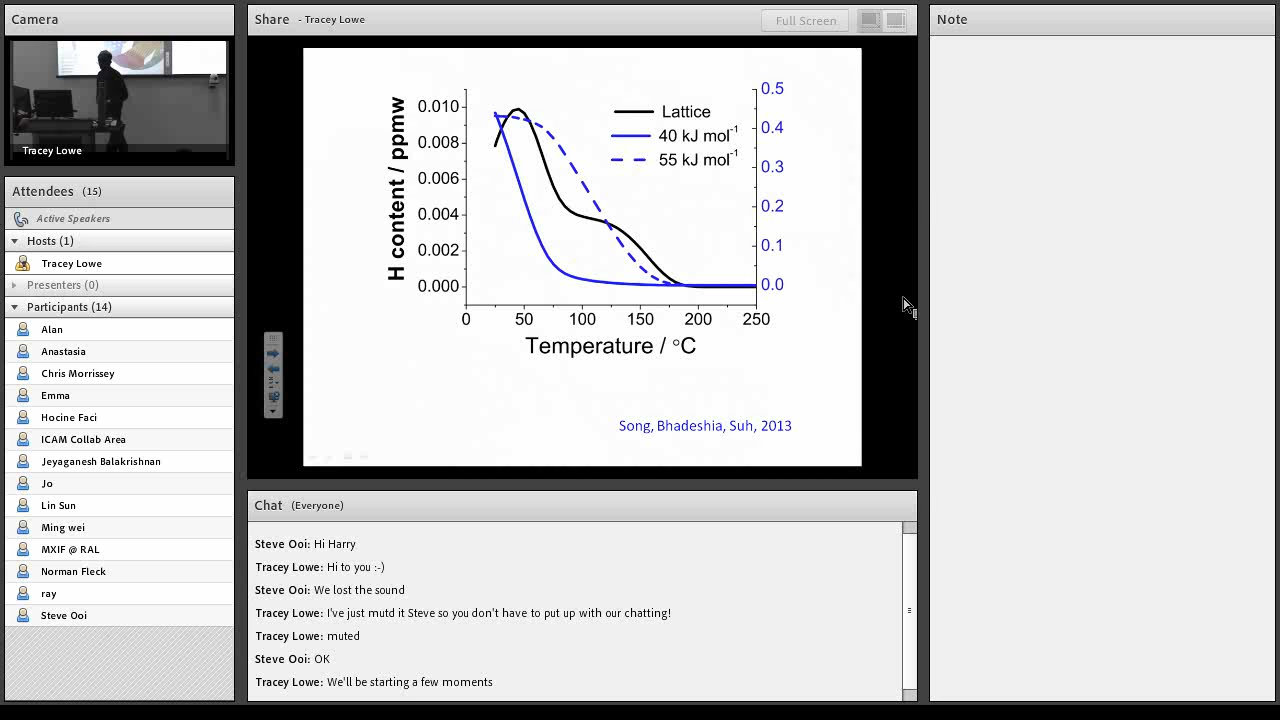 Camera
Tracey Lowe
Attendees (15)
Active Speakers
Hosts (1)
Tracey Lowe
Presenters (0)
Participants (14)
Alan
Anastasia
Chris Morrissey
Emma
Hocine Faci
ICAM Collab Area
Jeyaganesh Balakrishnan
Jo
Lin Sun
Ming wei
MXIF @ RAL
Norman Fleck
ray
Steve Ooi
Share - Tracey Lowe
Full Screen
H content / ppmw
0.010
0.008
0.006
0.004
0.002
0.000
Lattice
40 kJ mol⁻¹
55 kJ mol⁻¹
0.5
0.4
0.3
0.2
0.1
0.0
0 50 100 150 200 250
Temperature / °C
Song, Bhadeshia, Suh, 2013
Chat (Everyone)
Steve Ooi: Hi Harry
Tracey Lowe: Hi to you :-)
Steve Ooi: We lost the sound
Tracey Lowe: I've just mutd it Steve so you don't have to put up with our chatting!
Tracey Lowe: muted
Steve Ooi: OK
Tracey Lowe: We'll be starting a few moments
Note